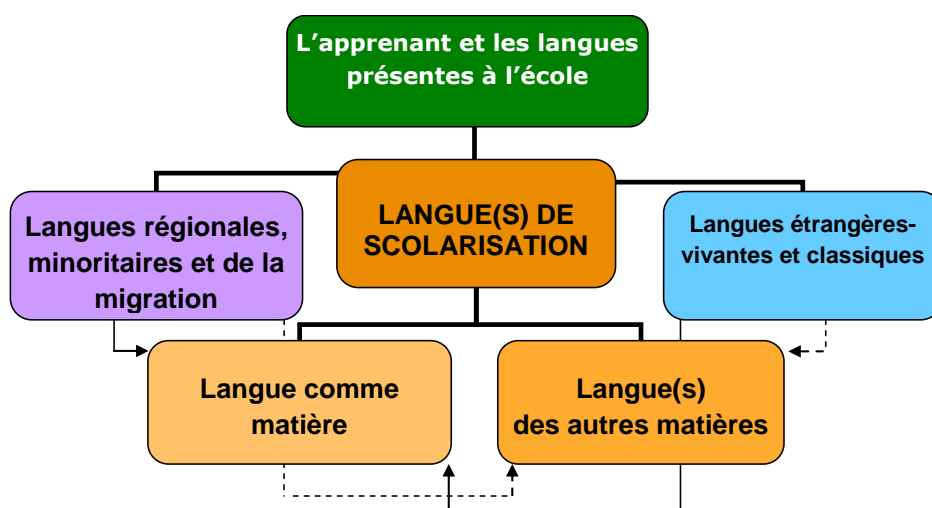 L’apprenant et les langues
présentes à l’école
LANGUE(S) DE
SCOLARISATION
Langues régionales,
minoritaires et de la
migration
Langues étrangères-
vivantes et classiques
Langue comme
matière
Langue(s)
des autres matières